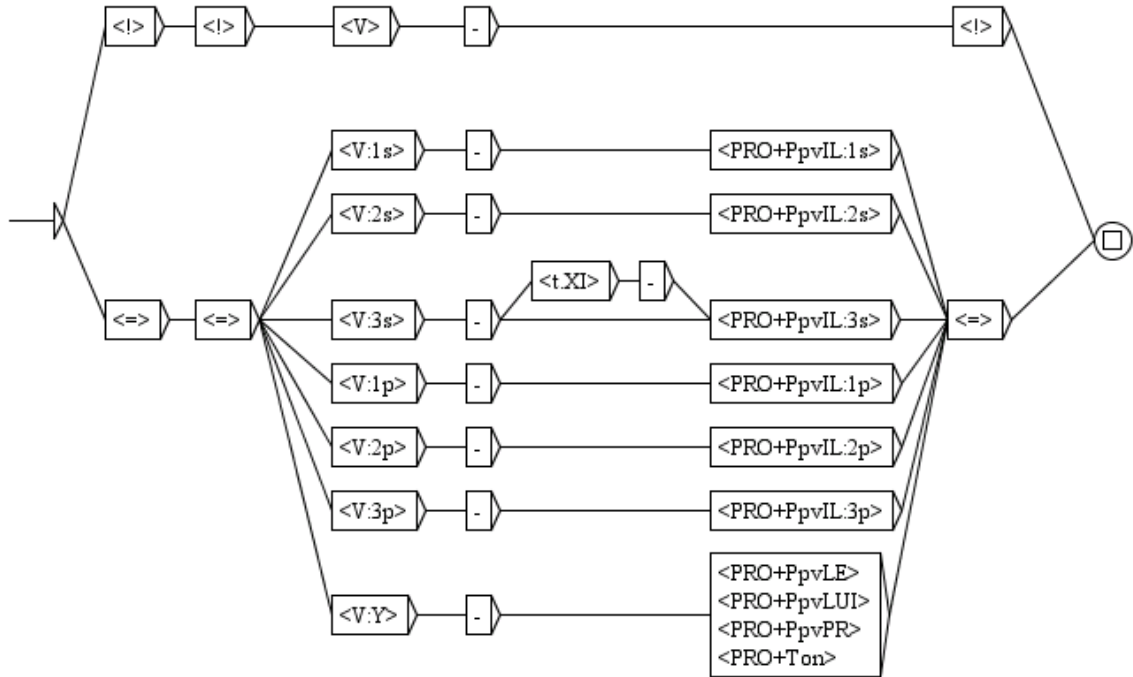 <!> <!> <V> - <!>
<V:1s> - <PRO+PpvIL:1s>
<V:2s> - <PRO+PpvIL:2s>
<t.XI> -
<=> <=> <V:3s> - <PRO+PpvIL:3s> <=>
<V:1p> - <PRO+PpvIL:1p>
<V:2p> - <PRO+PpvIL:2p>
<V:3p> - <PRO+PpvIL:3p>
<PRO+PpvLE>
<PRO+PpvLUI>
<V:Y> - <PRO+PpvPR>
<PRO+Ton>